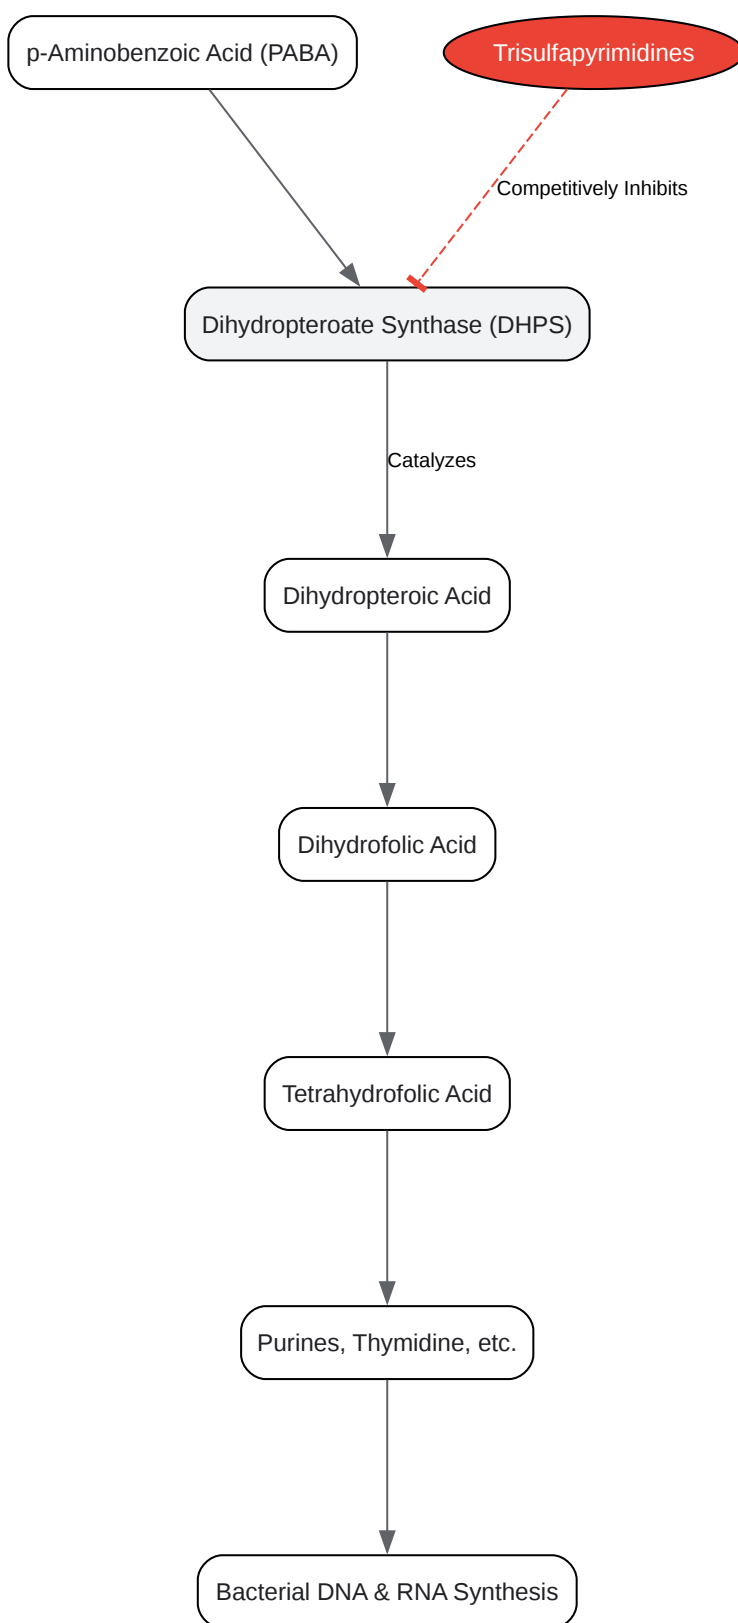 p-Aminobenzoic Acid (PABA)
Trisulfapyrimidines
Competitively Inhibits
Dihydropteroate Synthase (DHPS)
Catalyzes
Dihydropteroic Acid
Dihydrofolic Acid
Tetrahydrofolic Acid
Purines, Thymidine, etc.
Bacterial DNA & RNA Synthesis